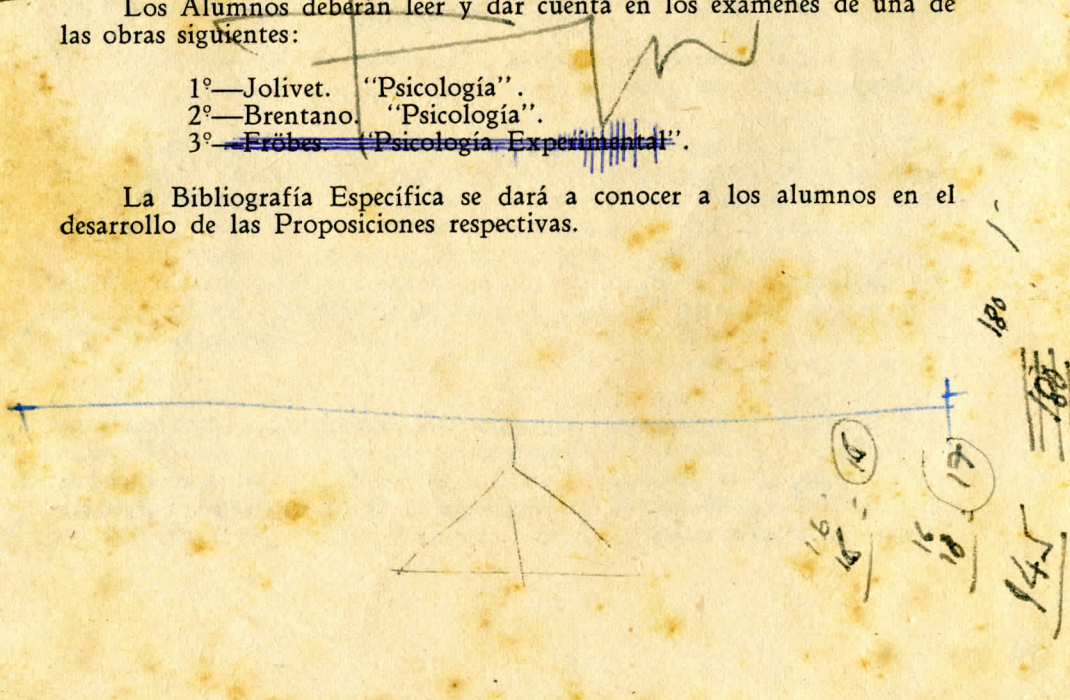 Los Alumnos deberán leer y dar cuenta en los exámenes de una de
las obras siguientes:
1º—Jolivet. “Psicología”.
2º—Brentano. “Psicología”.
3º—Fröbes. “Psicología Experimental”.
La Bibliografía Específica se dará a conocer a los alumnos en el
desarrollo de las Proposiciones respectivas.
180
145
17
16
18
16